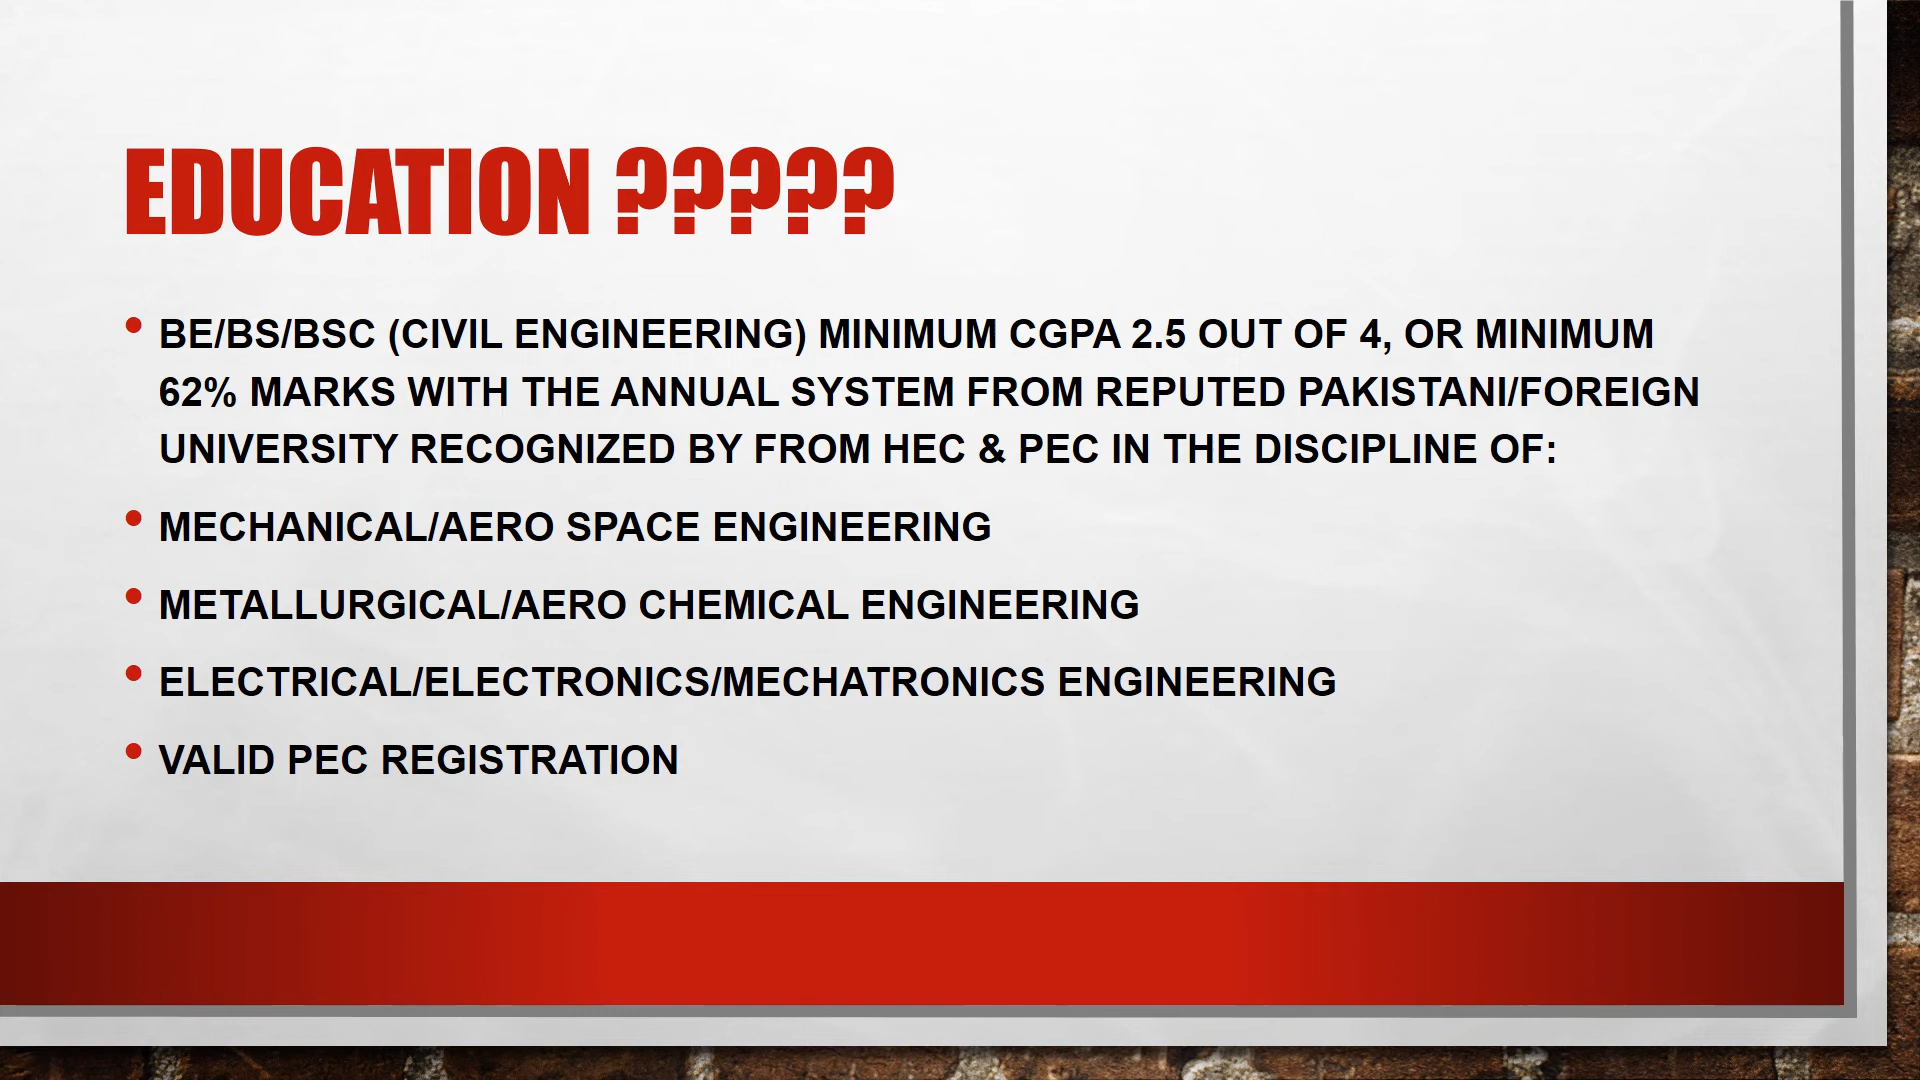 EDUCATION ?????
• BE/BS/BSC (CIVIL ENGINEERING) MINIMUM CGPA 2.5 OUT OF 4, OR MINIMUM
62% MARKS WITH THE ANNUAL SYSTEM FROM REPUTED PAKISTANI/FOREIGN
UNIVERSITY RECOGNIZED BY FROM HEC & PEC IN THE DISCIPLINE OF:
• MECHANICAL/AERO SPACE ENGINEERING
• METALLURGICAL/AERO CHEMICAL ENGINEERING
• ELECTRICAL/ELECTRONICS/MECHATRONICS ENGINEERING
• VALID PEC REGISTRATION